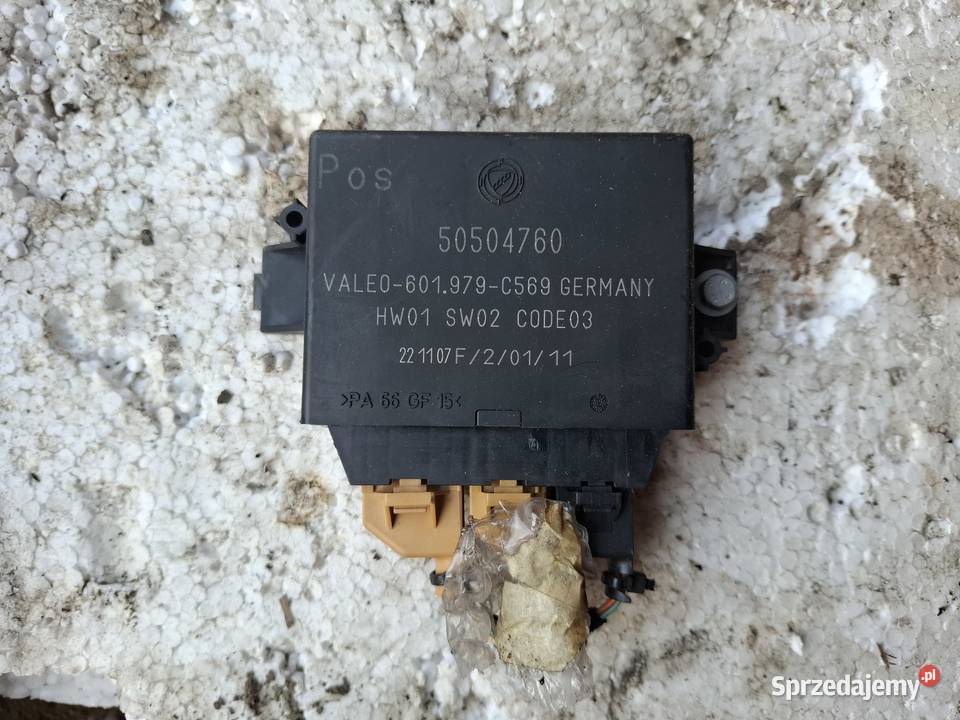 Pos
50504760
VALEO-601.979-C569 GERMANY
HW01 SW02 CODE03
221107F/2/01/11
>PA 66 GF 15<
Sprzedajemy.pl